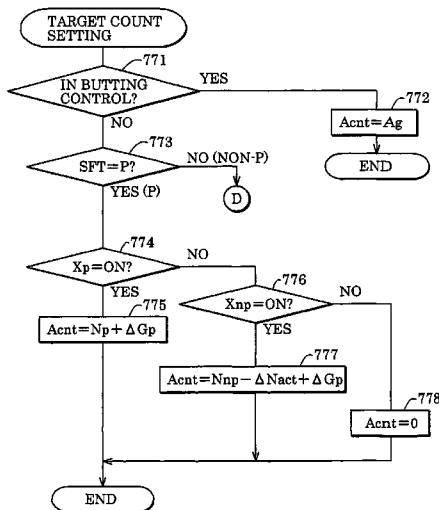 TARGET COUNT
SETTING
771
IN BUTTING
CONTROL?
YES
NO
772
Acnt=Ag
END
773
SFT=P?
NO (NON-P)
D
YES (P)
774
Xp=ON?
NO
YES
775
Acnt=Np+ΔGp
776
Xnp=ON?
NO
YES
777
Acnt=Nnp-ΔNact+ΔGp
778
Acnt=0
END